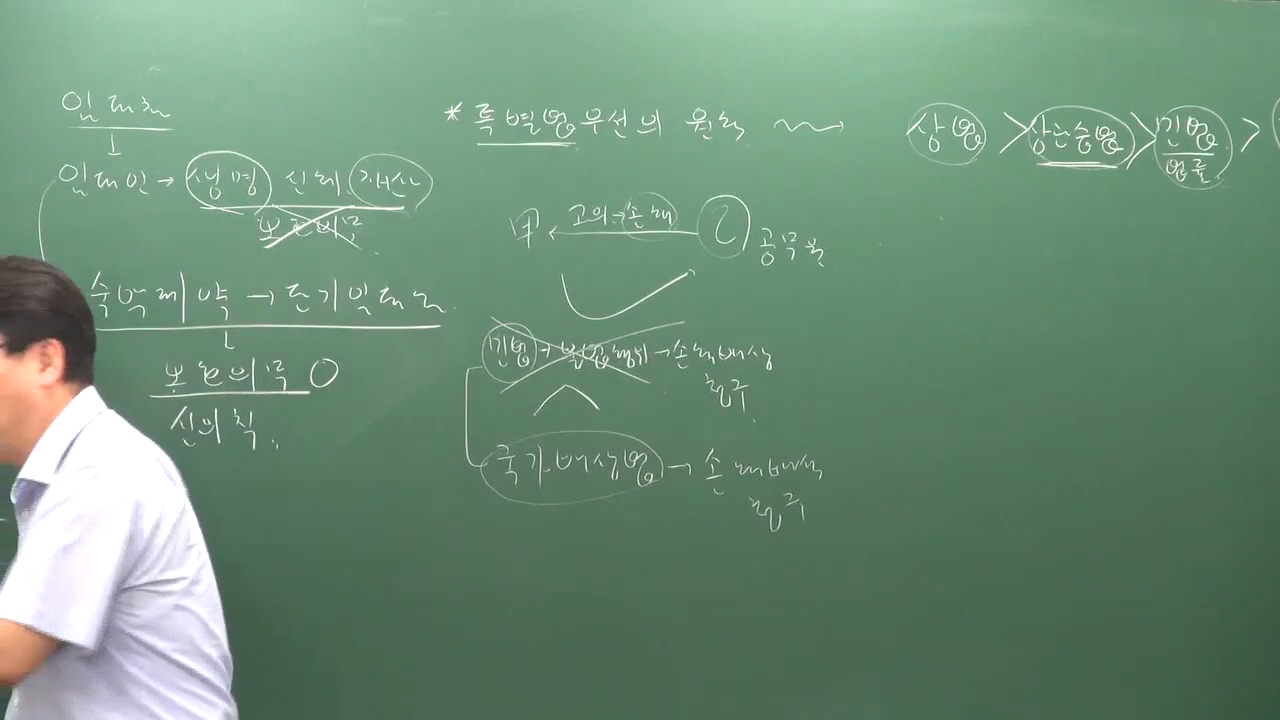 임대차
↓
임대인 → 생명 신체 재산
보호의무
숙박계약 → 단기임대차
↓
보호의무 O
신의칙.
* 특별법우선의 원칙
甲 고의→손해 乙 공무원
민법 → 불법행위 → 손해배상
청구.
국가배상법 → 손해배상
청구
상법 > 상관습법 > 민법 >
법률